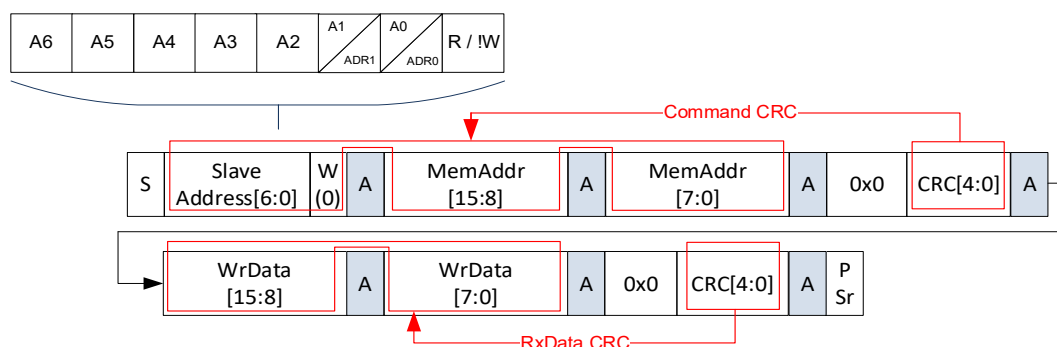 A6 A5 A4 A3 A2 A1 ADR1 A0 ADR0 R / !W
Command CRC
S Slave Address[6:0] W (0) A MemAddr [15:8] A MemAddr [7:0] A 0x0 CRC[4:0] A
WrData [15:8] A WrData [7:0] A 0x0 CRC[4:0] A P Sr
RxData CRC